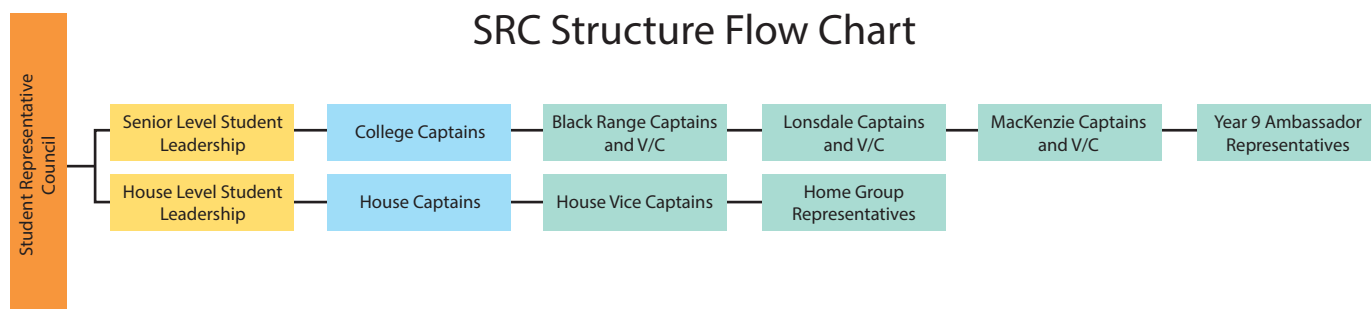 SRC Structure Flow Chart
Student Representative
Council
Senior Level Student
Leadership
College Captains
Black Range Captains
and V/C
Lonsdale Captains
and V/C
MacKenzie Captains
and V/C
Year 9 Ambassador
Representatives
House Level Student
Leadership
House Captains
House Vice Captains
Home Group
Representatives